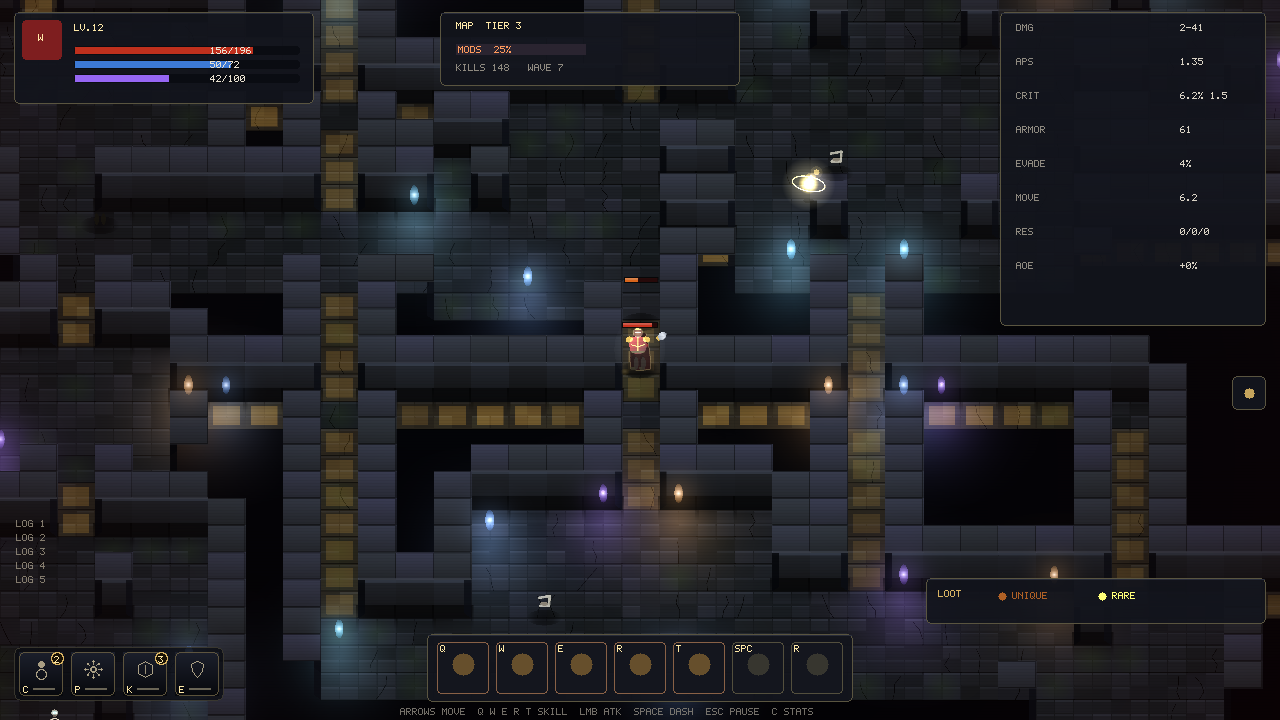 W
LV.12
156/196
50/72
42/100
MAP TIER 3
MODS 25%
KILLS 148 WAVE 7
DMG 2-41
APS 1.35
CRIT 6.2% 1.5
ARMOR 61
EVADE 4%
MOVE 6.2
RES 0/0/0
AOE +0%
LOG 1
LOG 2
LOG 3
LOG 4
LOG 5
LOOT UNIQUE RARE
2 3
C P K E
Q W E R T SPC R
ARROWS MOVE Q W E R T SKILL LMB ATK SPACE DASH ESC PAUSE C STATS